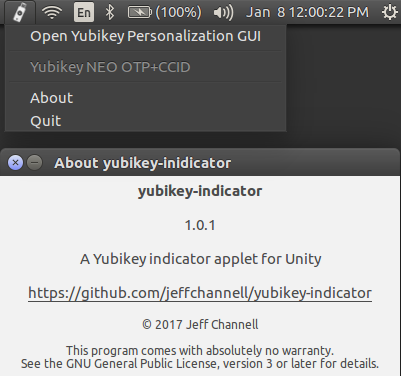 En (100%) Jan 8 12:00:22 PM
Open Yubikey Personalization GUI
Yubikey NEO OTP+CCID
About
Quit
About yubikey-inidicator
yubikey-indicator
1.0.1
A Yubikey indicator applet for Unity
https://github.com/jeffchannell/yubikey-indicator
© 2017 Jeff Channell
This program comes with absolutely no warranty.
See the GNU General Public License, version 3 or later for details.